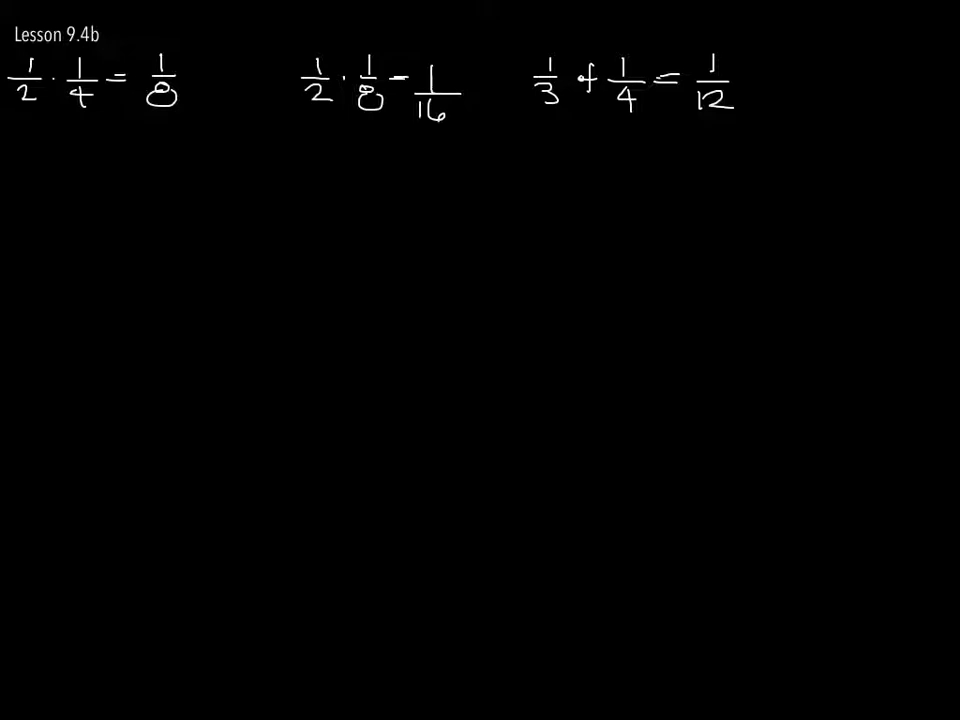 Lesson 9.4b
1/2 · 1/4 = 1/8 1/2 · 1/8 = 1/16 1/3 of 1/4 = 1/12